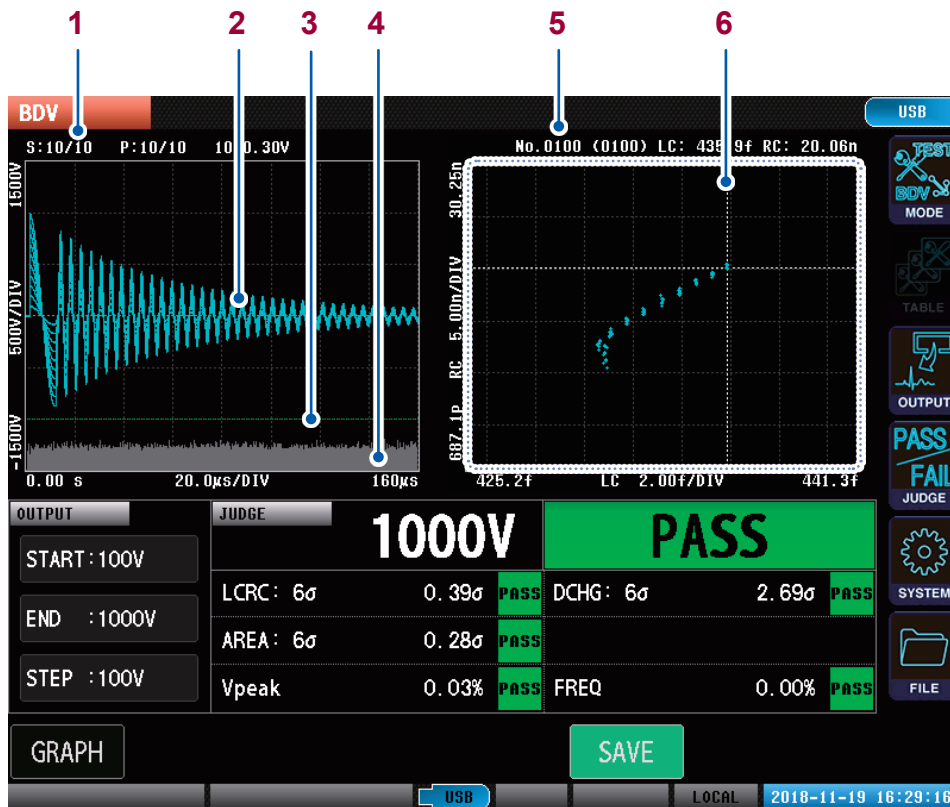 1 2 3 4 5 6
BDV
USB
S:10/10 P:10/10 1000.30V
No.0100 (0100) LC: 435.9f RC: 20.06n
1500V
500V/DIV
-1500V
0.00 s 20.0µs/DIV 160µs
30.25n
RC 5.00n/DIV
687.1P
425.2f LC 2.00f/DIV 441.3f
TEST
BDV
MODE
TABLE
OUTPUT
PASS
FAIL
JUDGE
SYSTEM
FILE
OUTPUT
START:100V
END :1000V
STEP :100V
JUDGE
1000V PASS
LCRC: 6σ 0.39σ PASS DCHG: 6σ 2.69σ PASS
AREA: 6σ 0.28σ PASS
Vpeak 0.03% PASS FREQ 0.00% PASS
GRAPH SAVE
USB LOCAL 2018-11-19 16:29:16